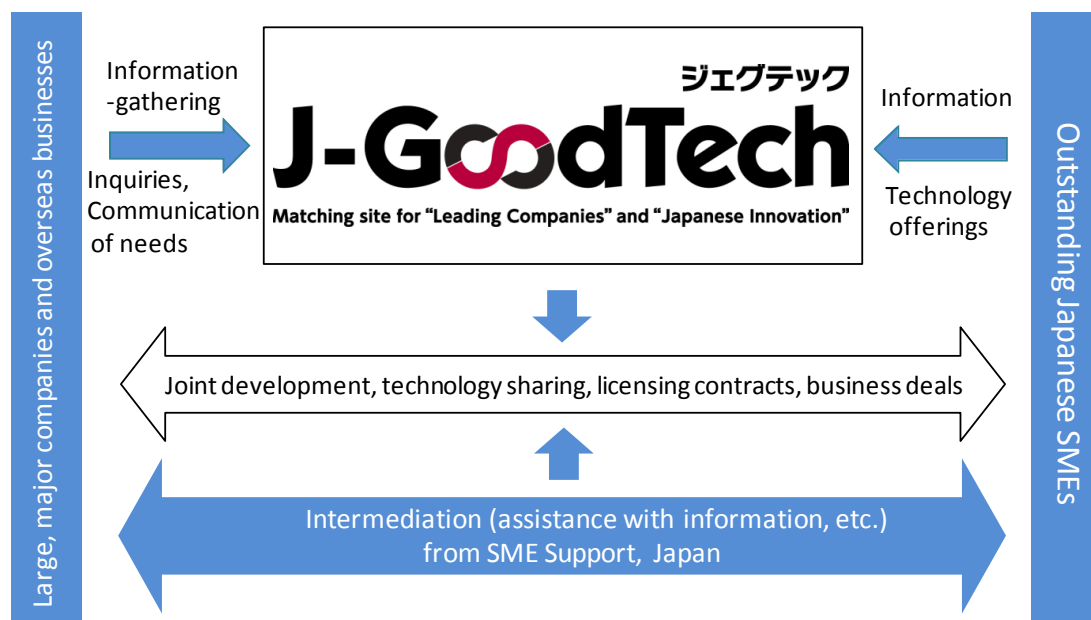 Large, major companies and overseas businesses
Information
-gathering
Inquiries,
Communication
of needs
ジェグテック
J-GoodTech
Matching site for “Leading Companies” and “Japanese Innovation”
Information
Technology
offerings
Outstanding Japanese SMEs
Joint development, technology sharing, licensing contracts, business deals
Intermediation (assistance with information, etc.)
from SME Support, Japan